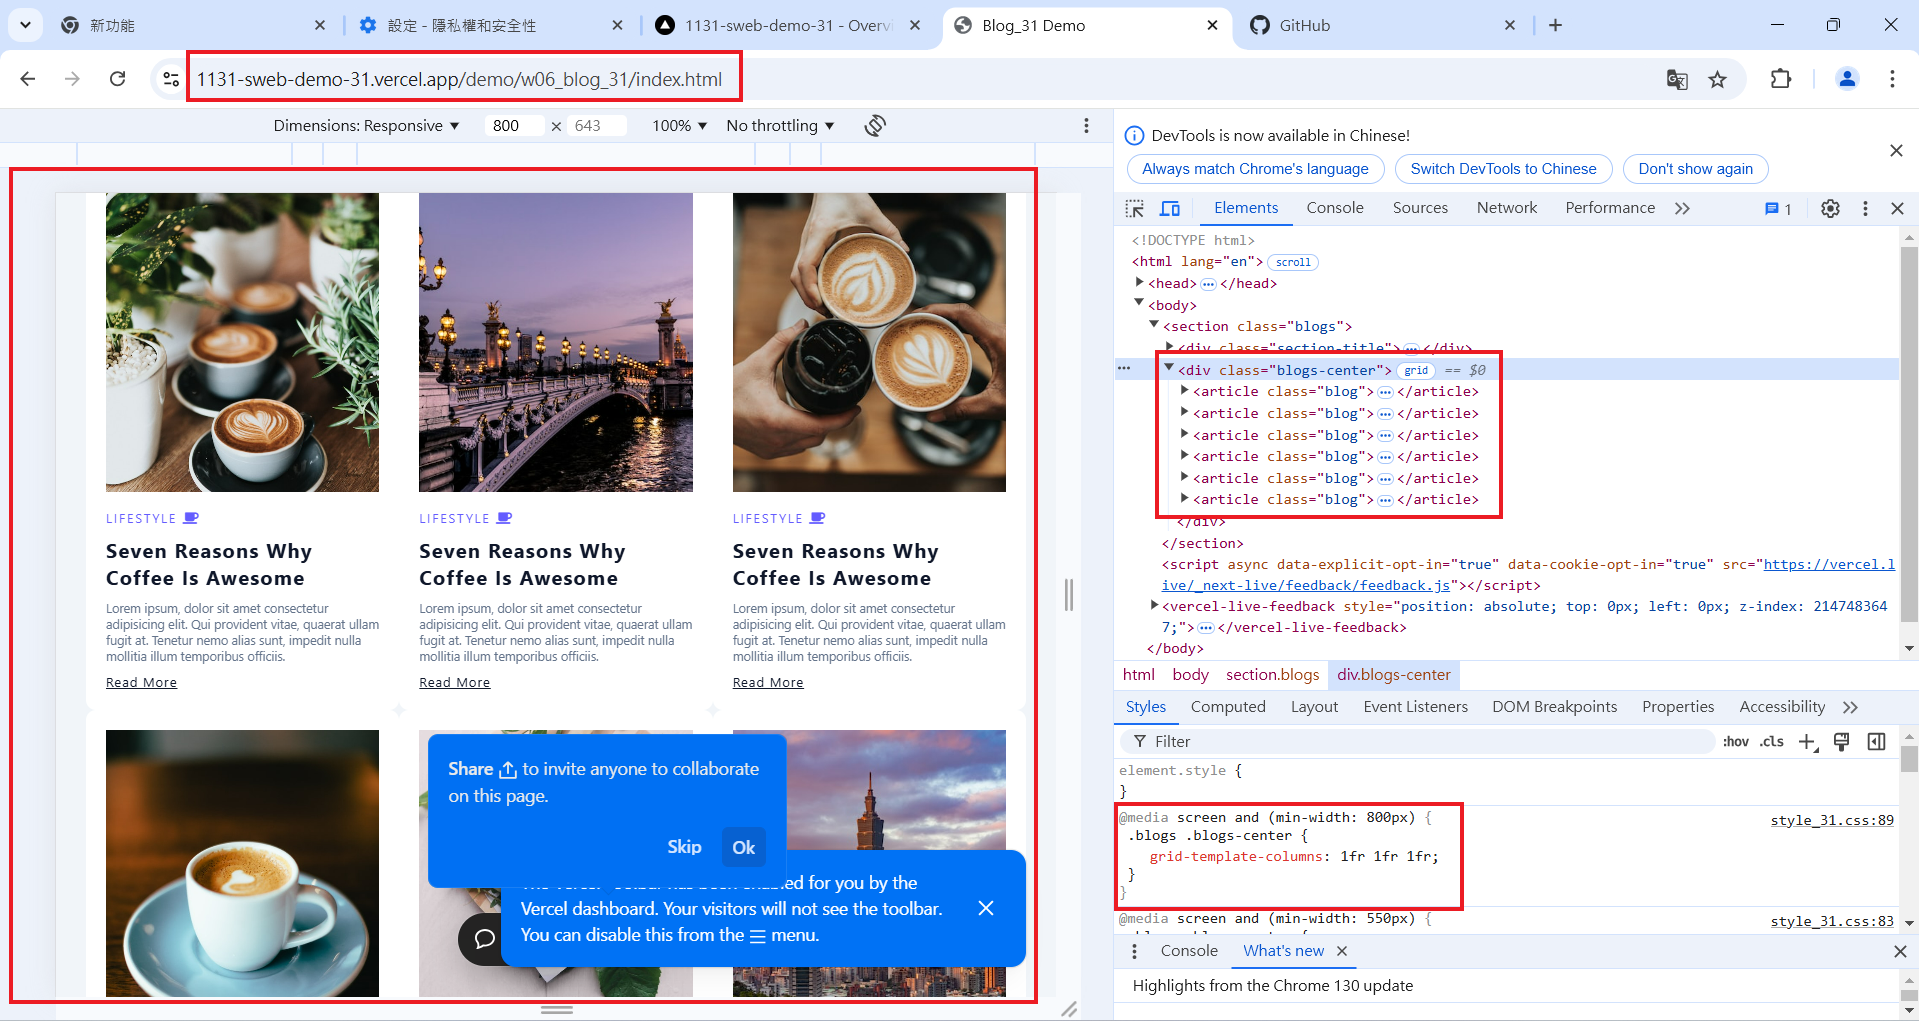 新功能
設定 - 隱私權和安全性
1131-sweb-demo-31 - Overvi
Blog_31 Demo
GitHub
1131-sweb-demo-31.vercel.app/demo/w06_blog_31/index.html
Dimensions: Responsive ▼ 800 × 643 100% ▼ No throttling ▼
LIFESTYLE
Seven Reasons Why
Coffee Is Awesome
Lorem ipsum, dolor sit amet consectetur
adipisicing elit. Qui provident vitae, quaerat ullam
fugit at. Tenetur nemo alias sunt, impedit nulla
mollitia illum temporibus officiis.
Read More
LIFESTYLE
Seven Reasons Why
Coffee Is Awesome
Lorem ipsum, dolor sit amet consectetur
adipisicing elit. Qui provident vitae, quaerat ullam
fugit at. Tenetur nemo alias sunt, impedit nulla
mollitia illum temporibus officiis.
Read More
LIFESTYLE
Seven Reasons Why
Coffee Is Awesome
Lorem ipsum, dolor sit amet consectetur
adipisicing elit. Qui provident vitae, quaerat ullam
fugit at. Tenetur nemo alias sunt, impedit nulla
mollitia illum temporibus officiis.
Read More
Share to invite anyone to collaborate
on this page.
Skip Ok
for you by the
Vercel dashboard. Your visitors will not see the toolbar.
You can disable this from the ☰ menu.
DevTools is now available in Chinese!
Always match Chrome's language Switch DevTools to Chinese Don't show again
Elements Console Sources Network Performance » 1
<!DOCTYPE html>
<html lang="en"> scroll
<head> ••• </head>
<body>
<section class="blogs">
<div class="section-title"> ••• </div>
••• <div class="blogs-center"> grid == $0
<article class="blog"> ••• </article>
<article class="blog"> ••• </article>
<article class="blog"> ••• </article>
<article class="blog"> ••• </article>
<article class="blog"> ••• </article>
<article class="blog"> ••• </article>
</div>
</section>
<script async data-explicit-opt-in="true" data-cookie-opt-in="true" src="https://vercel.l
ive/_next-live/feedback/feedback.js"></script>
<vercel-live-feedback style="position: absolute; top: 0px; left: 0px; z-index: 214748364
7;"> ••• </vercel-live-feedback>
</body>
html body section.blogs div.blogs-center
Styles Computed Layout Event Listeners DOM Breakpoints Properties Accessibility »
Filter :hov .cls
element.style {
}
@media screen and (min-width: 800px) { style_31.css:89
.blogs .blogs-center {
grid-template-columns: 1fr 1fr 1fr;
}
}
@media screen and (min-width: 550px) { style_31.css:83
Console What's new
Highlights from the Chrome 130 update